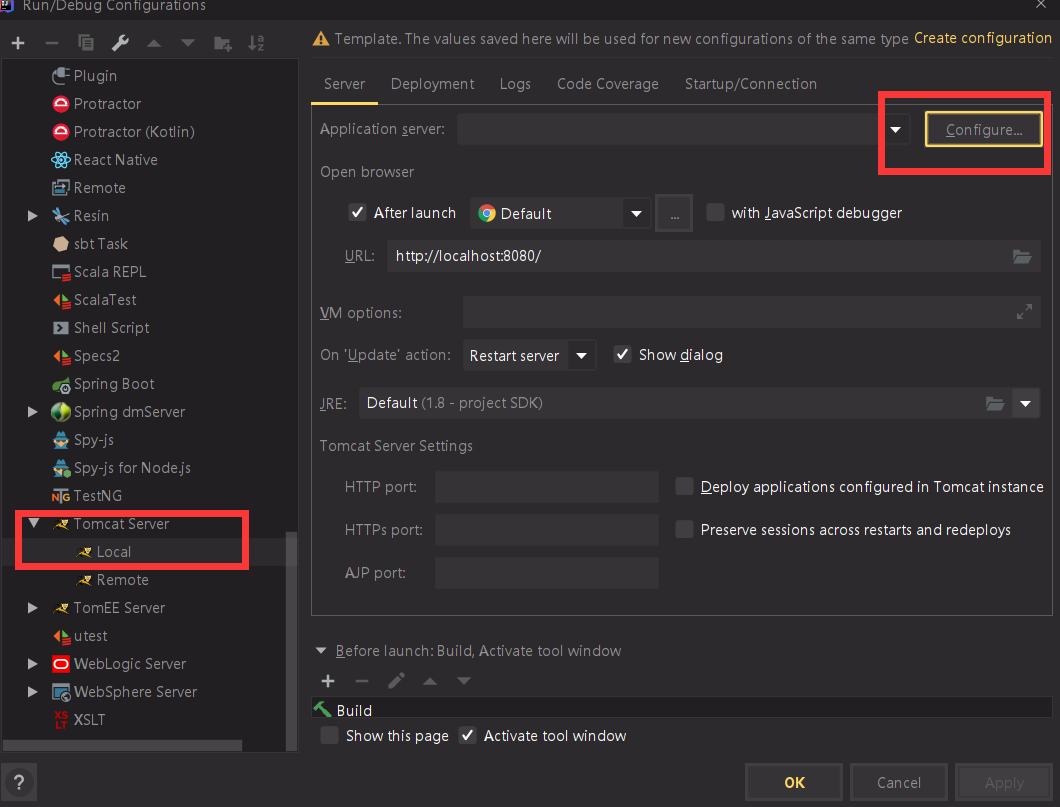 Run/Debug Configurations
Template. The values saved here will be used for new configurations of the same type Create configuration
Plugin
Protractor
Protractor (Kotlin)
React Native
Remote
Resin
sbt Task
Scala REPL
ScalaTest
Shell Script
Specs2
Spring Boot
Spring dmServer
Spy-js
Spy-js for Node.js
TestNG
Tomcat Server
Local
Remote
TomEE Server
utest
WebLogic Server
WebSphere Server
XSLT
Server Deployment Logs Code Coverage Startup/Connection
Application server: Configure...
Open browser
After launch Default ... with JavaScript debugger
URL: http://localhost:8080/
VM options:
On 'Update' action: Restart server Show dialog
JRE: Default (1.8 - project SDK)
Tomcat Server Settings
HTTP port: Deploy applications configured in Tomcat instance
HTTPs port: Preserve sessions across restarts and redeploys
AJP port:
Before launch: Build, Activate tool window
Build
Show this page Activate tool window
? OK Cancel Apply